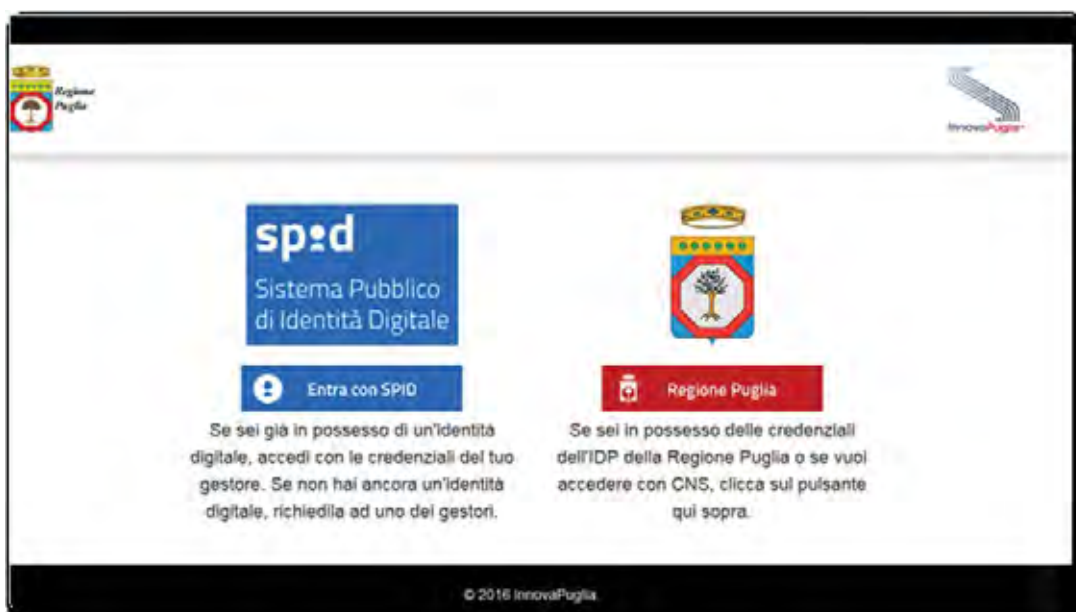 Regione
Puglia
InnovaPuglia
spid
Sistema Pubblico
di Identità Digitale
Entra con SPID
Regione Puglia
Se sei già in possesso di un'identità
digitale, accedi con le credenziali del tuo
gestore. Se non hai ancora un'identità
digitale, richiedila ad uno dei gestori.
Se sei in possesso delle credenziali
dell'IDP della Regione Puglia o se vuoi
accedere con CNS, clicca sul pulsante
qui sopra.
© 2016 InnovaPuglia